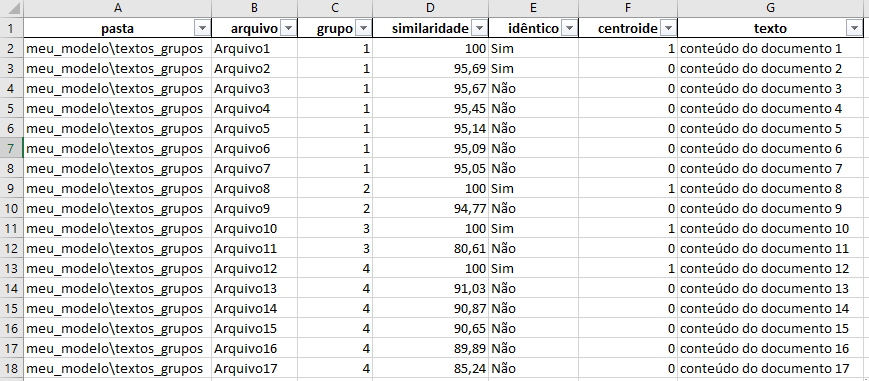 A B C D E F G
1 pasta arquivo grupo similaridade idêntico centroide texto
2 meu_modelo\textos_grupos Arquivo1 1 100 Sim 1 conteúdo do documento 1
3 meu_modelo\textos_grupos Arquivo2 1 95,69 Sim 0 conteúdo do documento 2
4 meu_modelo\textos_grupos Arquivo3 1 95,67 Não 0 conteúdo do documento 3
5 meu_modelo\textos_grupos Arquivo4 1 95,45 Não 0 conteúdo do documento 4
6 meu_modelo\textos_grupos Arquivo5 1 95,14 Não 0 conteúdo do documento 5
7 meu_modelo\textos_grupos Arquivo6 1 95,09 Não 0 conteúdo do documento 6
8 meu_modelo\textos_grupos Arquivo7 1 95,05 Não 0 conteúdo do documento 7
9 meu_modelo\textos_grupos Arquivo8 2 100 Sim 1 conteúdo do documento 8
10 meu_modelo\textos_grupos Arquivo9 2 94,77 Não 0 conteúdo do documento 9
11 meu_modelo\textos_grupos Arquivo10 3 100 Sim 1 conteúdo do documento 10
12 meu_modelo\textos_grupos Arquivo11 3 80,61 Não 0 conteúdo do documento 11
13 meu_modelo\textos_grupos Arquivo12 4 100 Sim 1 conteúdo do documento 12
14 meu_modelo\textos_grupos Arquivo13 4 91,03 Não 0 conteúdo do documento 13
15 meu_modelo\textos_grupos Arquivo14 4 90,87 Não 0 conteúdo do documento 14
16 meu_modelo\textos_grupos Arquivo15 4 90,65 Não 0 conteúdo do documento 15
17 meu_modelo\textos_grupos Arquivo16 4 89,89 Não 0 conteúdo do documento 16
18 meu_modelo\textos_grupos Arquivo17 4 85,24 Não 0 conteúdo do documento 17